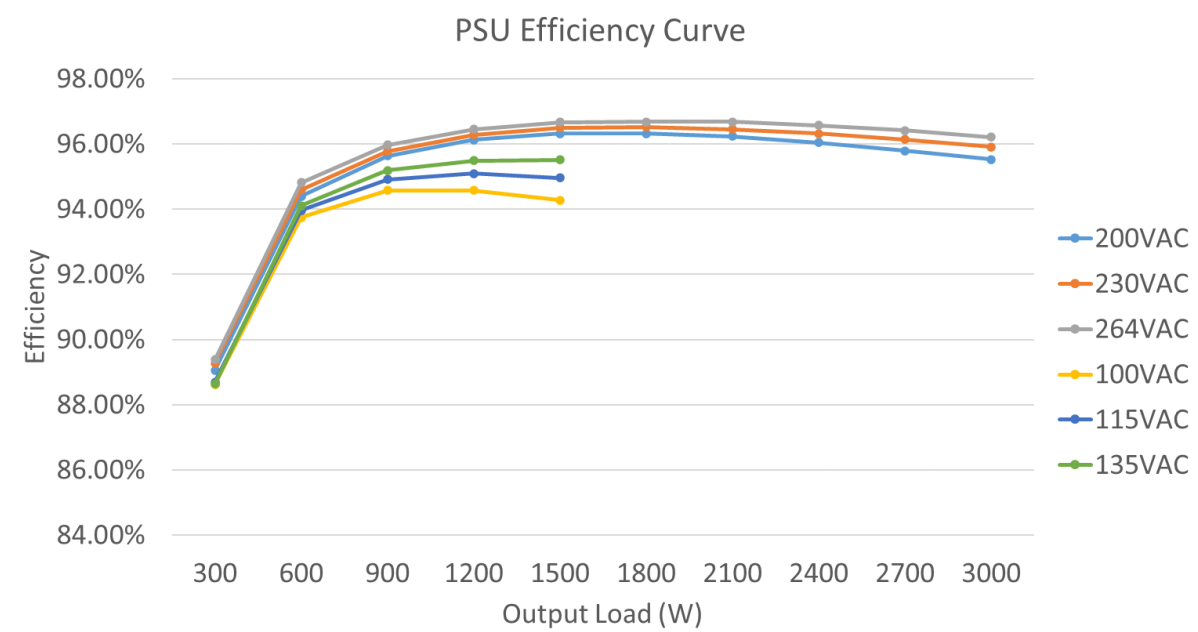 PSU Efficiency Curve
98.00%
96.00%
94.00%
92.00%
90.00%
88.00%
86.00%
84.00%
Efficiency
300 600 900 1200 1500 1800 2100 2400 2700 3000
Output Load (W)
200VAC
230VAC
264VAC
100VAC
115VAC
135VAC